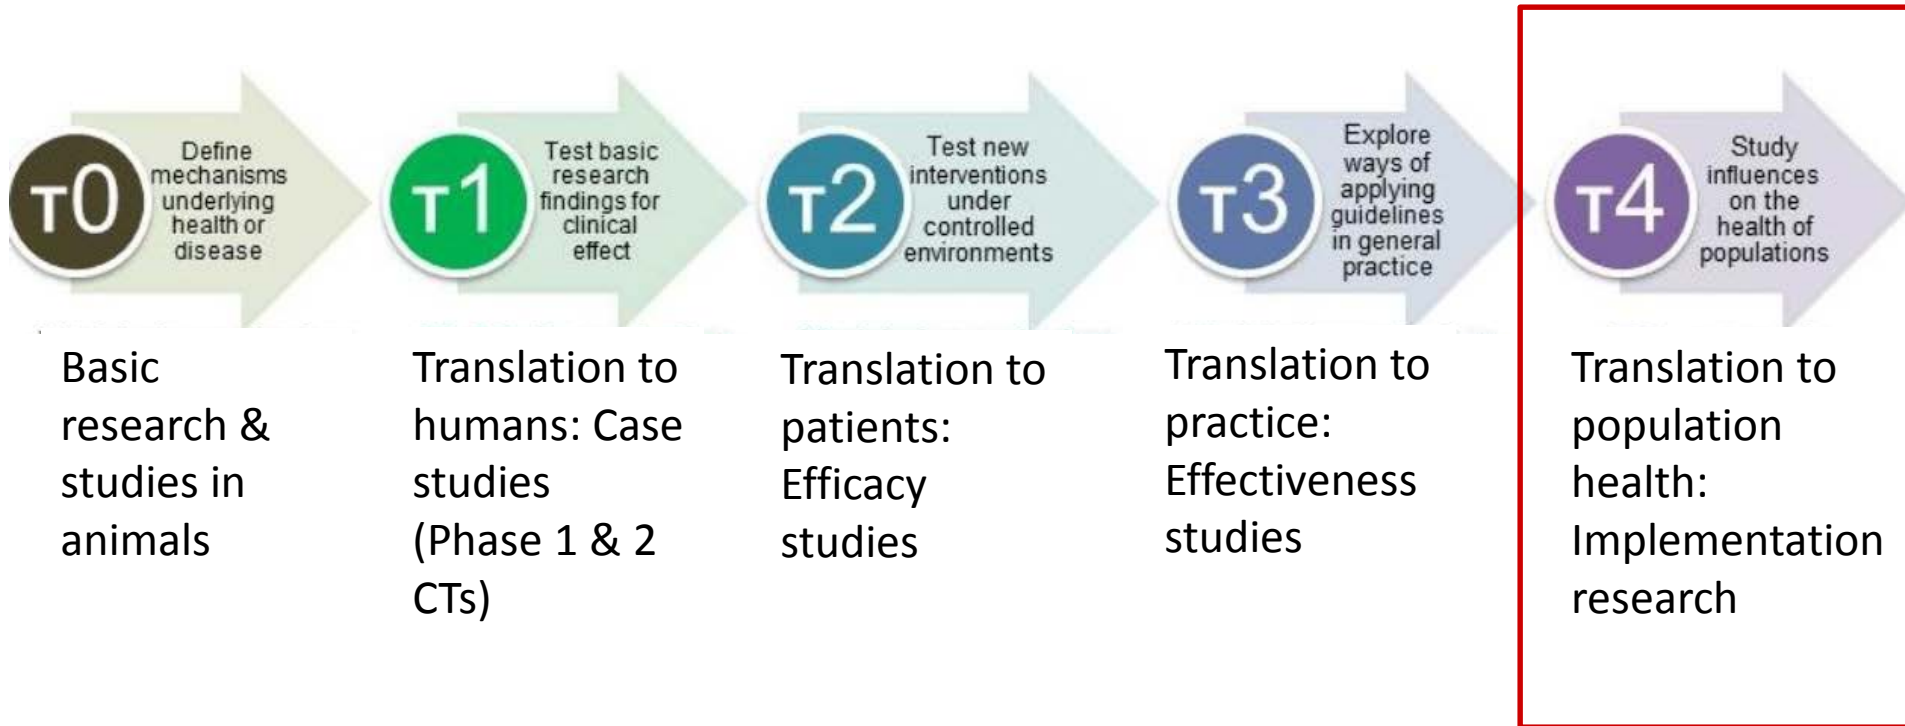 T0
Define
mechanisms
underlying
health or
disease
T1
Test basic
research
findings for
clinical
effect
T2
Test new
interventions
under
controlled
environments
T3
Explore
ways of
applying
guidelines
in general
practice
T4
Study
influences
on the
health of
populations
Basic
research &
studies in
animals
Translation to
humans: Case
studies
(Phase 1 & 2
CTs)
Translation to
patients:
Efficacy
studies
Translation to
practice:
Effectiveness
studies
Translation to
population
health:
Implementation
research